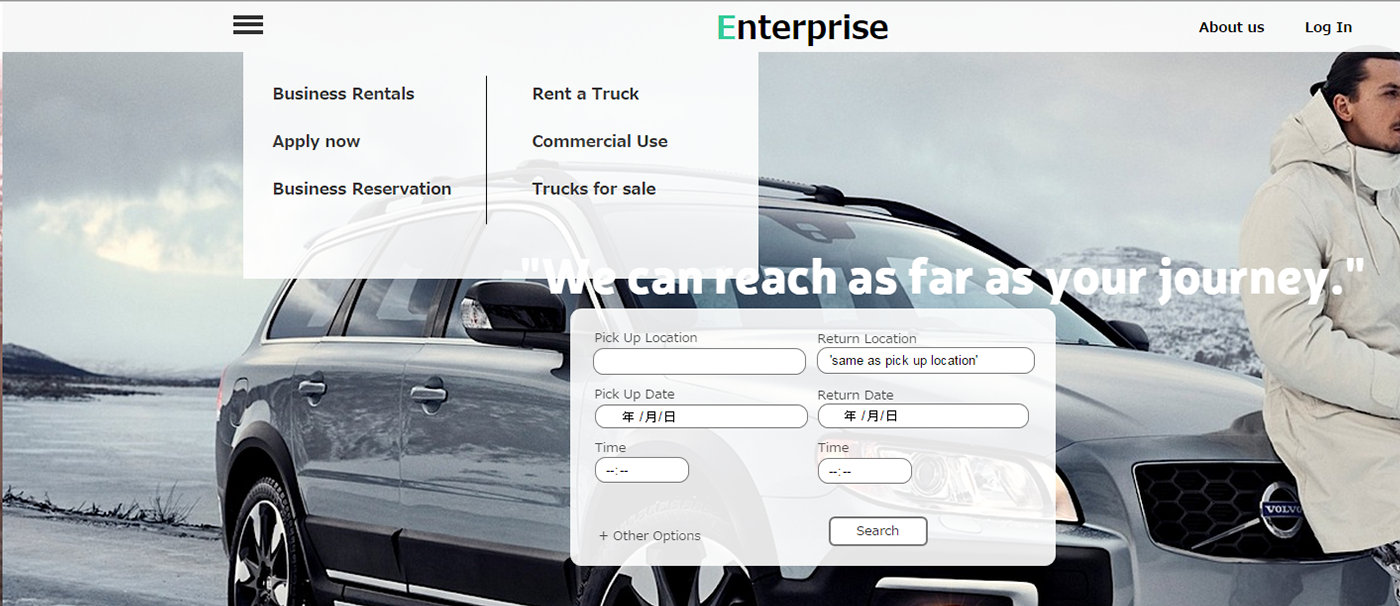 Enterprise
About us
Log In
Business Rentals
Rent a Truck
Apply now
Commercial Use
Business Reservation
Trucks for sale
"We can reach as far as your journey."
Pick Up Location
Return Location
'same as pick up location'
Pick Up Date
Return Date
年 /月/日
年 /月/日
Time
Time
--:--
--:--
+ Other Options
Search
VOLVO